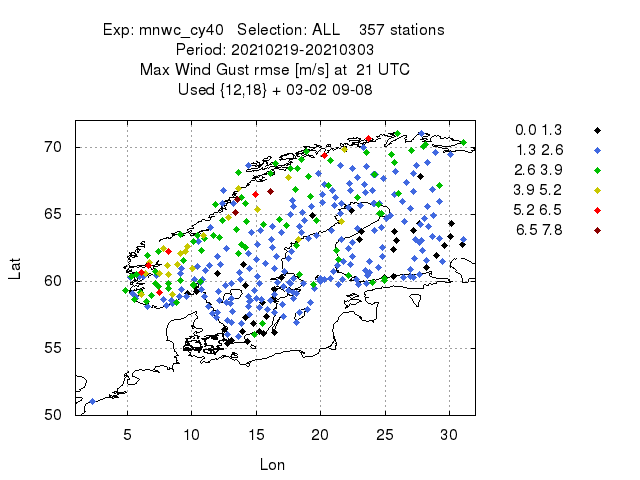 Exp: mnwc_cy40 Selection: ALL 357 stations
Period: 20210219-20210303
Max Wind Gust rmse [m/s] at 21 UTC
Used {12,18} + 03-02 09-08
70
65
60
55
50
Lat
5 10 15 20 25 30
Lon
0.0 1.3
1.3 2.6
2.6 3.9
3.9 5.2
5.2 6.5
6.5 7.8